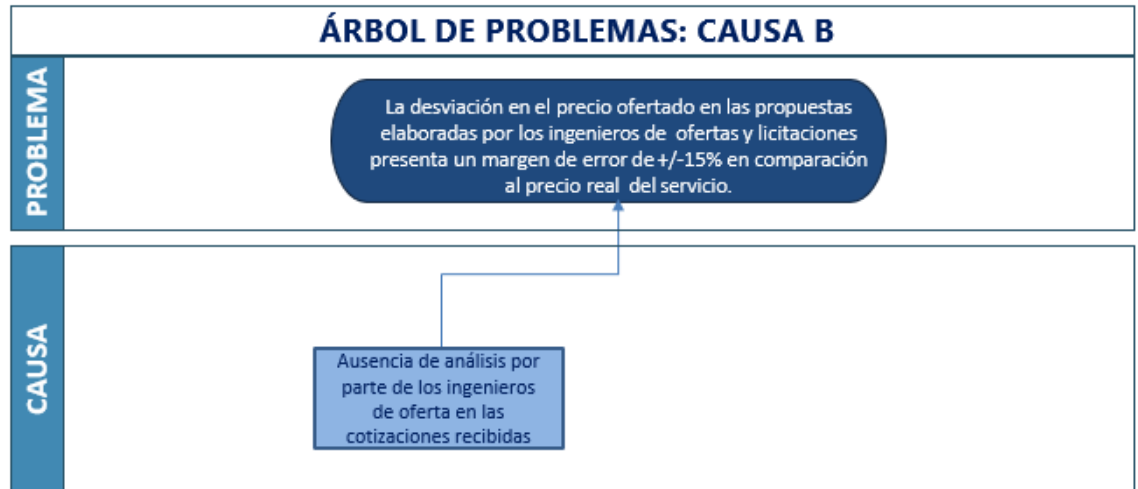 ÁRBOL DE PROBLEMAS: CAUSA B
PROBLEMA
La desviación en el precio ofertado en las propuestas
elaboradas por los ingenieros de ofertas y licitaciones
presenta un margen de error de +/-15% en comparación
al precio real del servicio.
CAUSA
Ausencia de análisis por
parte de los ingenieros
de oferta en las
cotizaciones recibidas